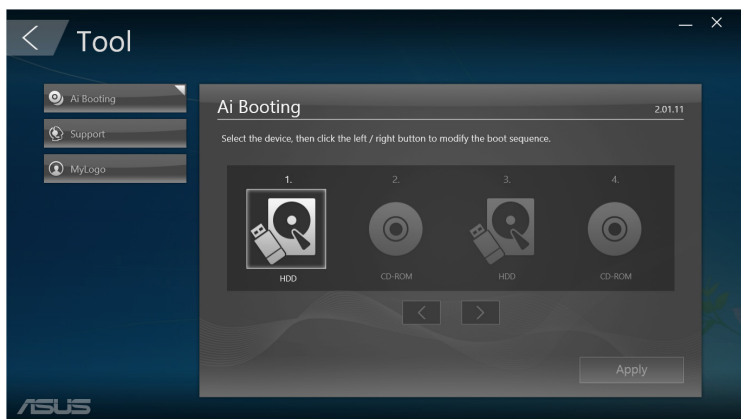 Tool
Ai Booting
Support
MyLogo
Ai Booting 2.01.11
Select the device, then click the left / right button to modify the boot sequence.
1. 2. 3. 4.
HDD CD-ROM HDD CD-ROM
Apply
ASUS